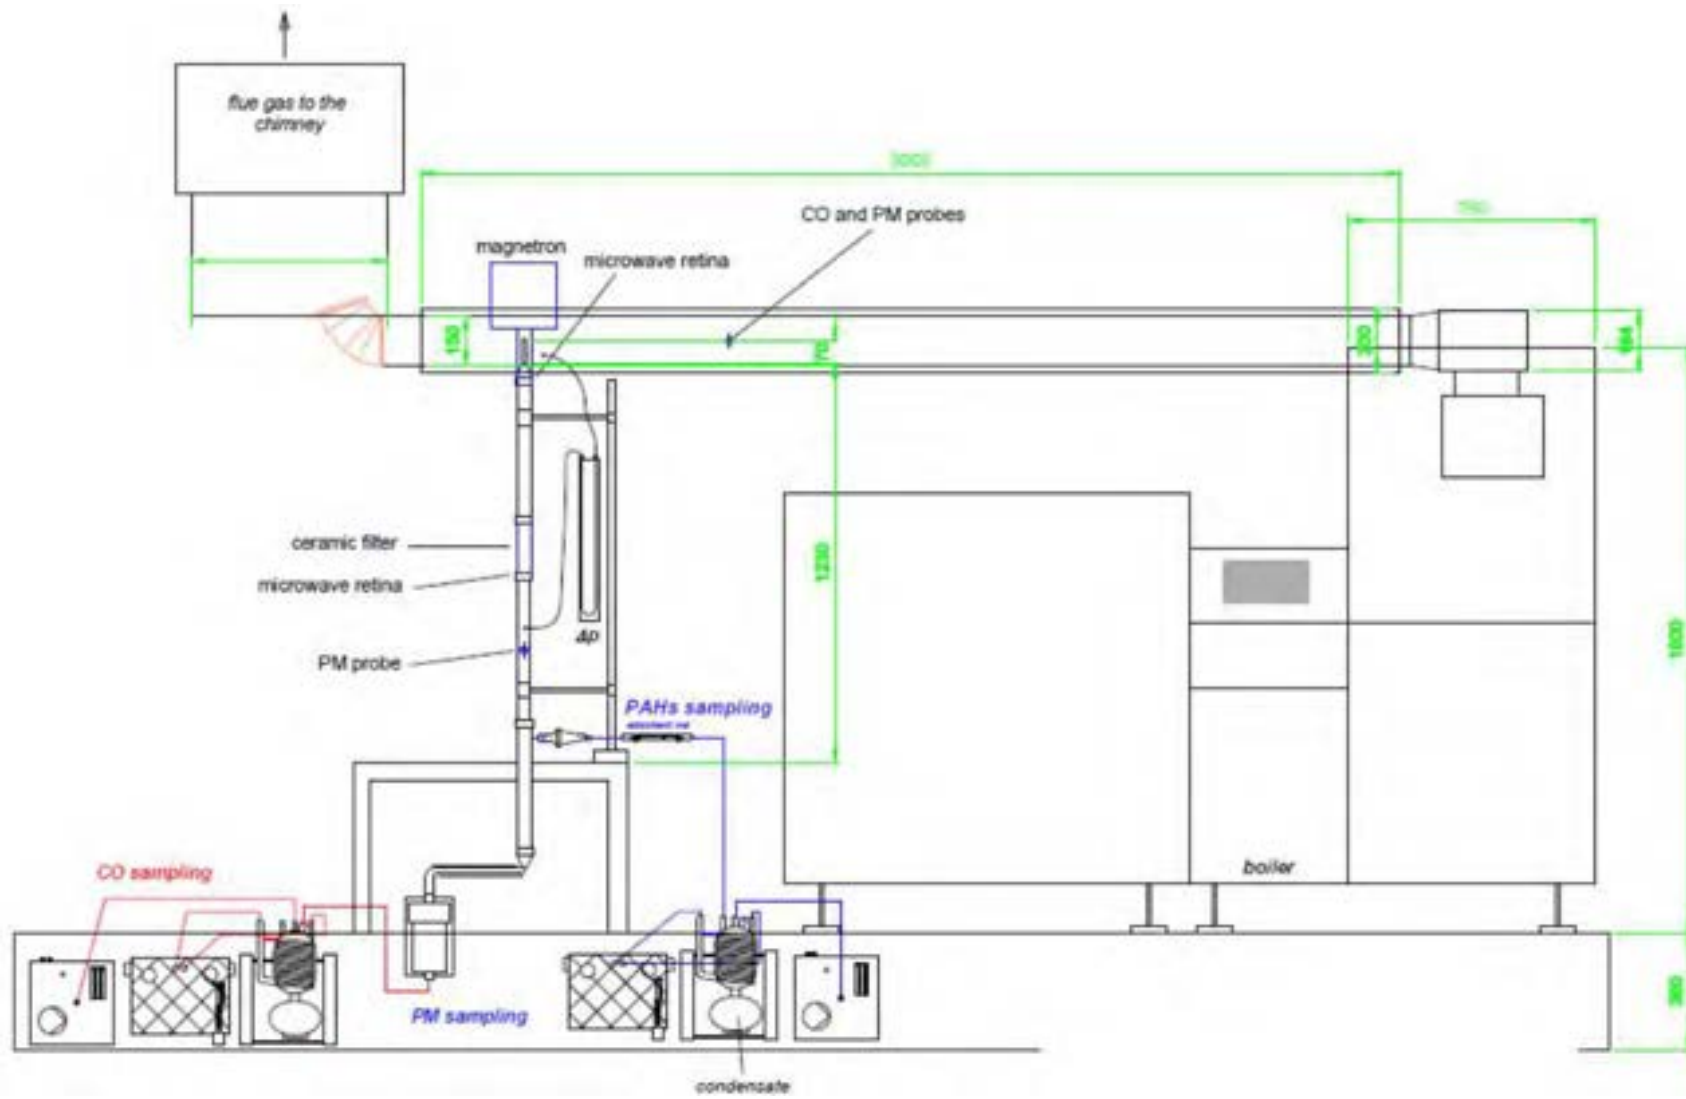 flue gas to the
chimney
CO and PM probes
magnetron
microwave retina
150
70
200
ceramic filter
microwave retina
1230
Δp
PM probe
PAHs sampling
CO sampling
boiler
PM sampling
condensate